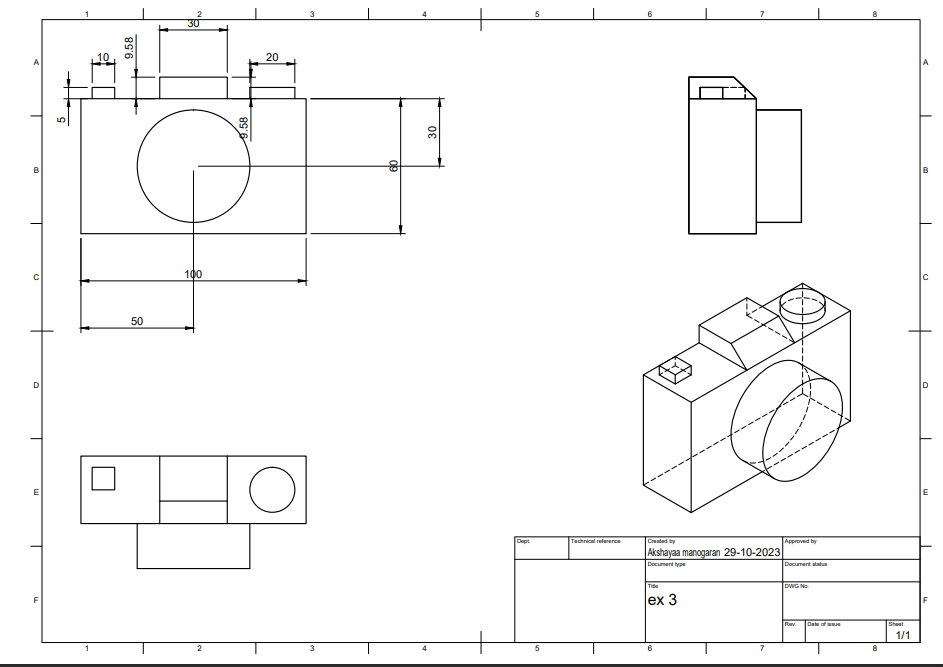 1 2 3 4 5 6 7 8
30
A A
9.58
10 20
5
9.58
30
B B
60
C C
100
50
D D
E E
Dept. Technical reference Created by Approved by
Akshayaa manogaran 29-10-2023
Document type Document status
Title DWG No.
F ex 3 F
Rev. Date of issue Sheet
1/1
1 2 3 4 5 6 7 8